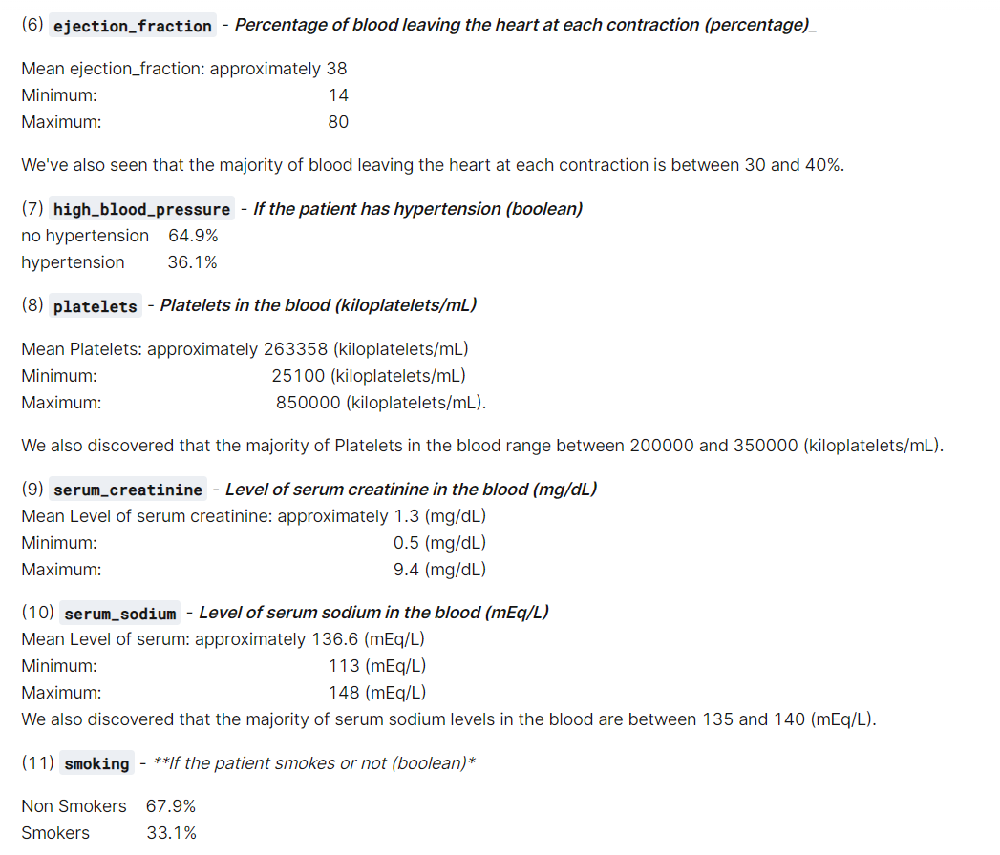 (6) ejection_fraction - Percentage of blood leaving the heart at each contraction (percentage)_
Mean ejection_fraction: approximately 38
Minimum: 14
Maximum: 80
We've also seen that the majority of blood leaving the heart at each contraction is between 30 and 40%.
(7) high_blood_pressure - If the patient has hypertension (boolean)
no hypertension 64.9%
hypertension 36.1%
(8) platelets - Platelets in the blood (kiloplatelets/mL)
Mean Platelets: approximately 263358 (kiloplatelets/mL)
Minimum: 25100 (kiloplatelets/mL)
Maximum: 850000 (kiloplatelets/mL).
We also discovered that the majority of Platelets in the blood range between 200000 and 350000 (kiloplatelets/mL).
(9) serum_creatinine - Level of serum creatinine in the blood (mg/dL)
Mean Level of serum creatinine: approximately 1.3 (mg/dL)
Minimum: 0.5 (mg/dL)
Maximum: 9.4 (mg/dL)
(10) serum_sodium - Level of serum sodium in the blood (mEq/L)
Mean Level of serum: approximately 136.6 (mEq/L)
Minimum: 113 (mEq/L)
Maximum: 148 (mEq/L)
We also discovered that the majority of serum sodium levels in the blood are between 135 and 140 (mEq/L).
(11) smoking - **If the patient smokes or not (boolean)*
Non Smokers 67.9%
Smokers 33.1%